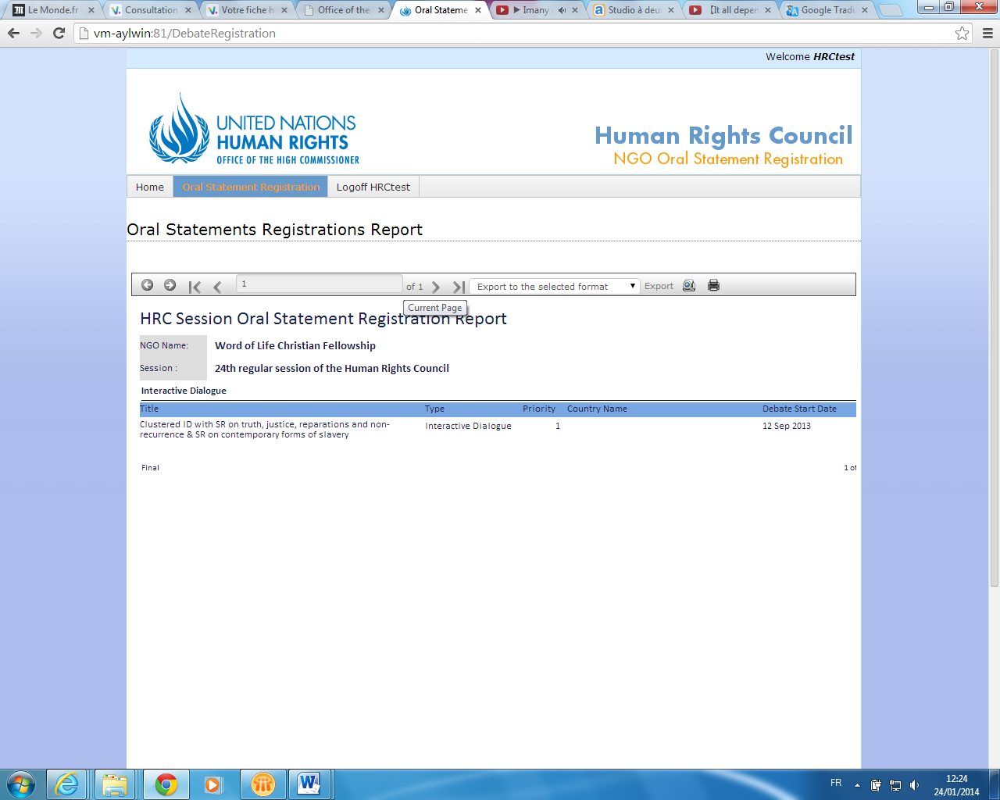 Le Monde.fr
Consultation
Votre fiche h
Office of the
Oral Stateme
Imany
Studio à deu
[It all depen
Google Tradu
vm-aylwin:81/DebateRegistration
Welcome HRCtest
UNITED NATIONS
HUMAN RIGHTS
OFFICE OF THE HIGH COMMISSIONER
Human Rights Council
NGO Oral Statement Registration
Home
Oral Statement Registration
Logoff HRCtest
Oral Statements Registrations Report
1
of 1
Export to the selected format
Export
Current Page
HRC Session Oral Statement Registration Report
NGO Name: Word of Life Christian Fellowship
Session : 24th regular session of the Human Rights Council
Interactive Dialogue
Title Type Priority Country Name Debate Start Date
Clustered ID with SR on truth, justice, reparations and non-
recurrence & SR on contemporary forms of slavery
Interactive Dialogue 1 12 Sep 2013
Final 1 of
FR
12:24
24/01/2014